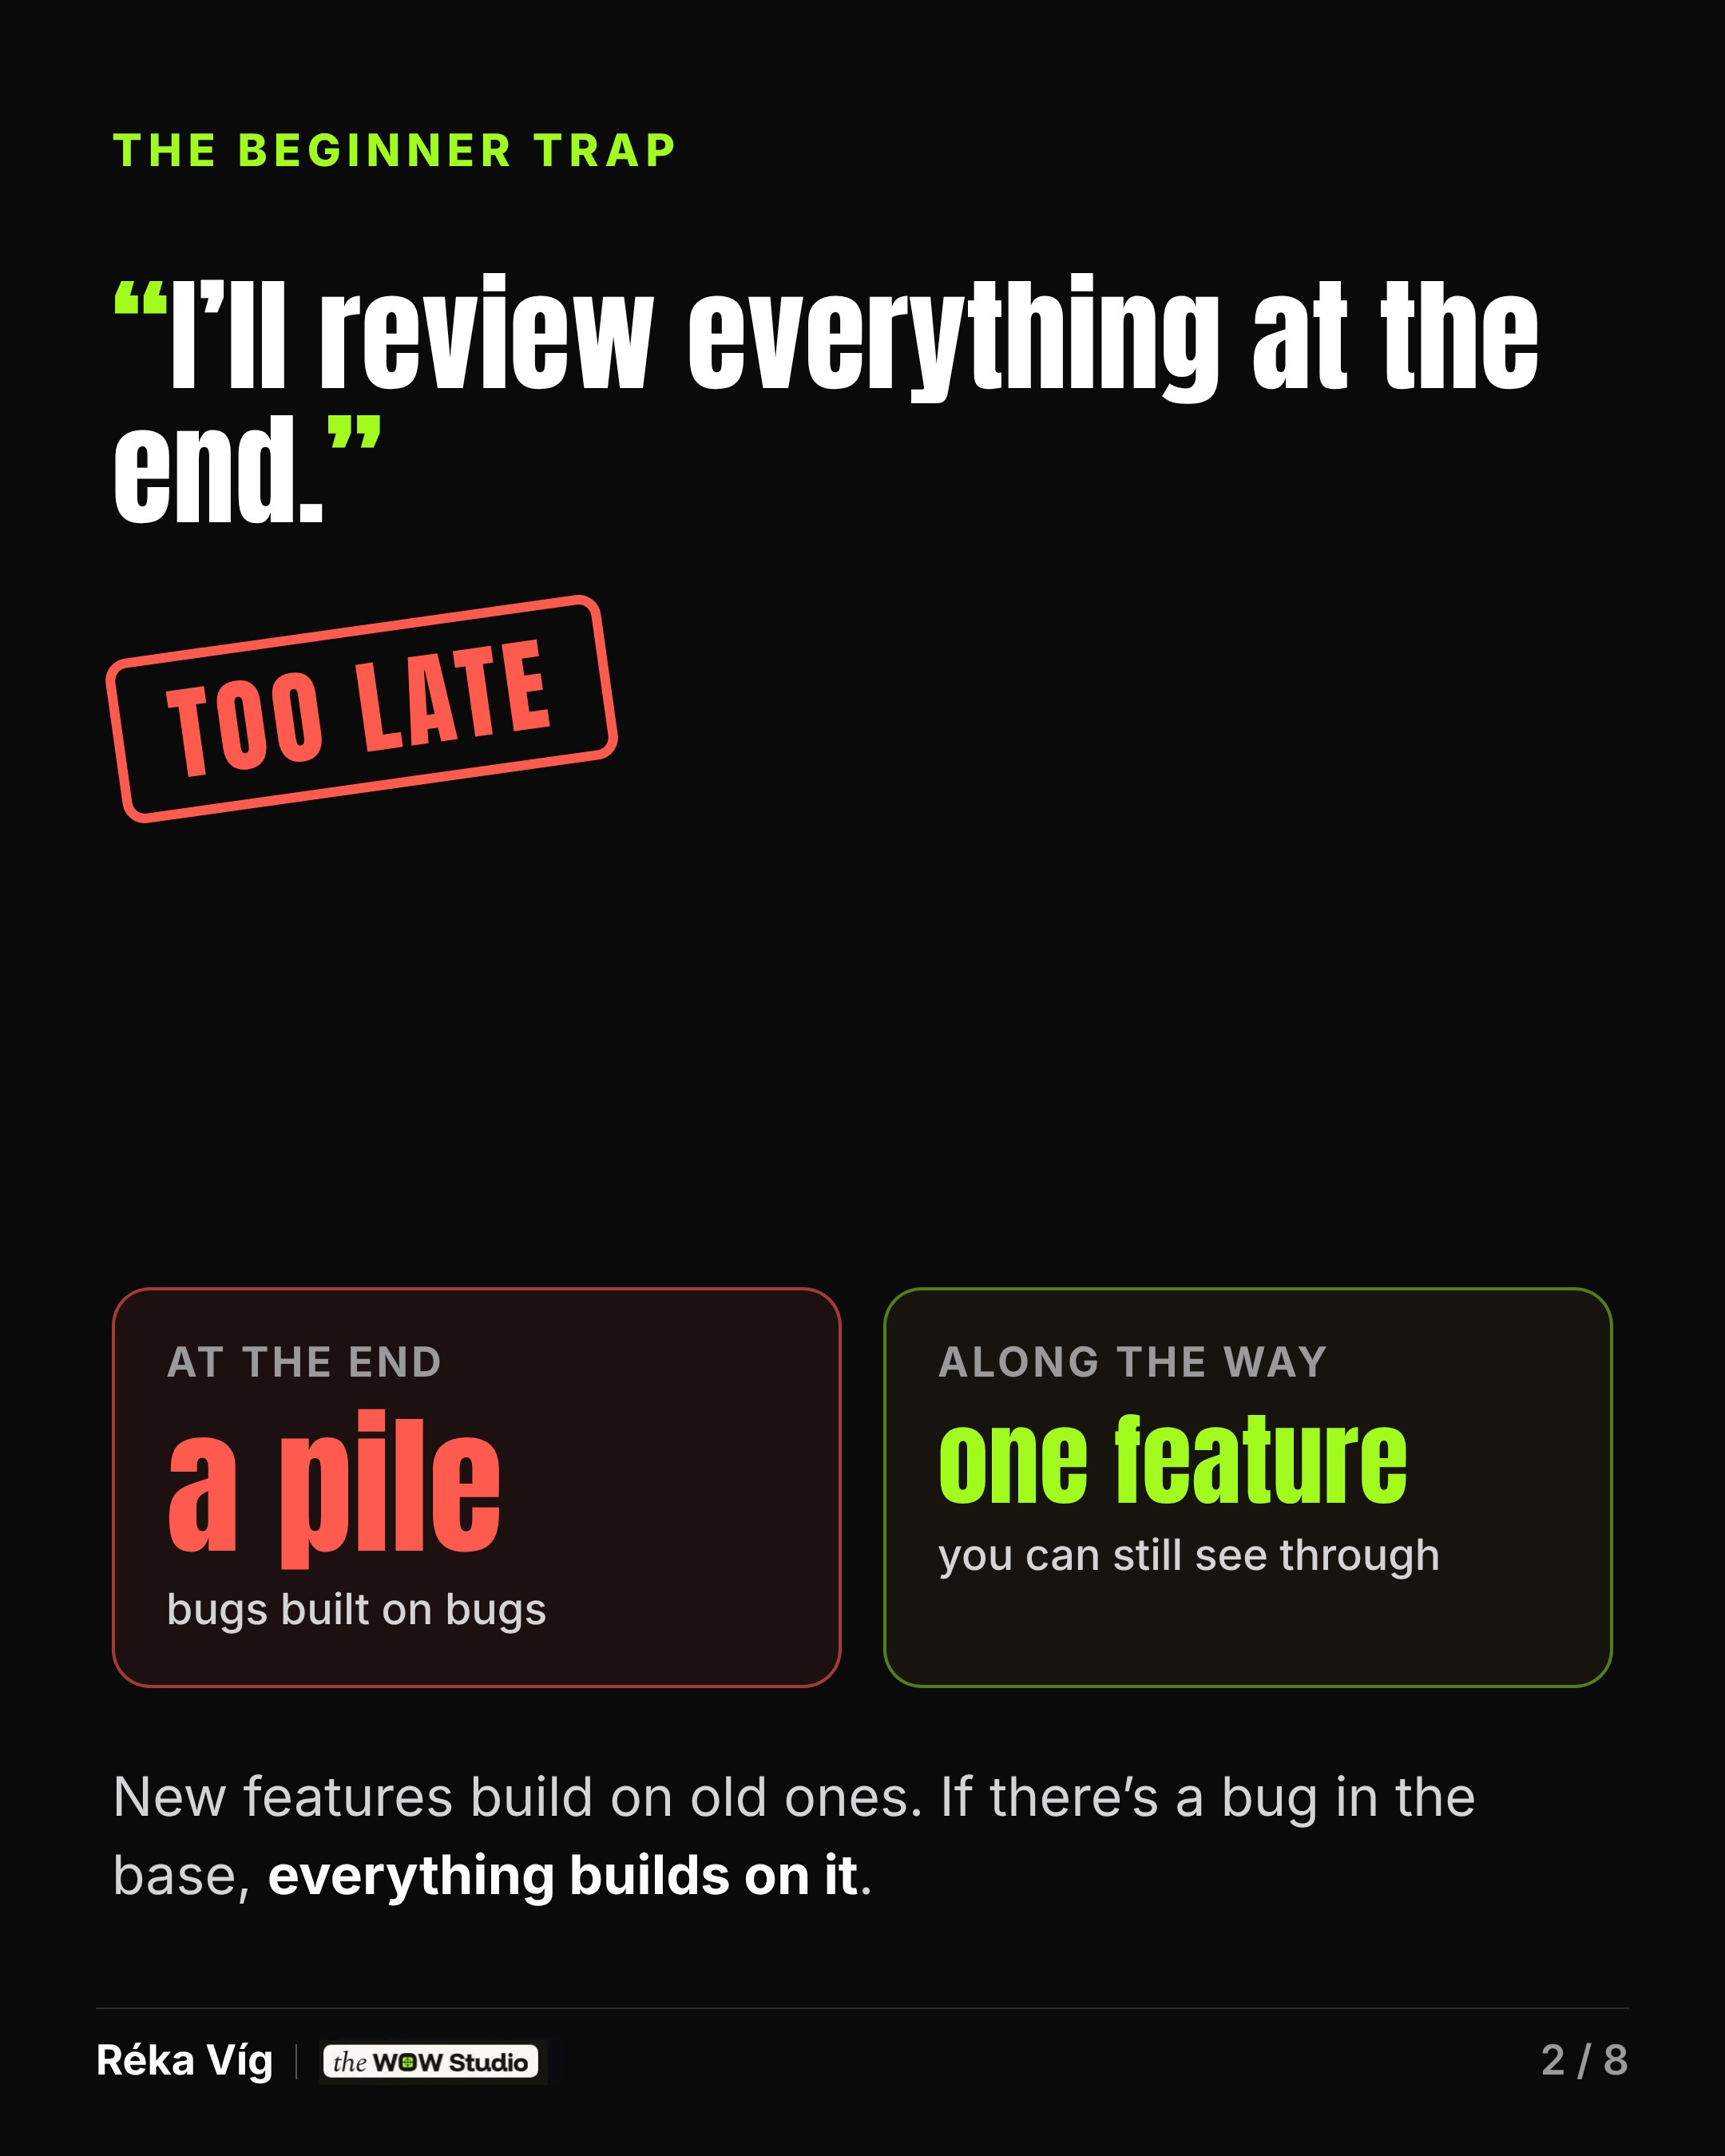 THE BEGINNER TRAP
“I’ll review everything at the
end.”
TOO LATE
AT THE END
a pile
bugs built on bugs
ALONG THE WAY
one feature
you can still see through
New features build on old ones. If there’s a bug in the
base, everything builds on it.
Réka Víg
the WOW Studio
2 / 8